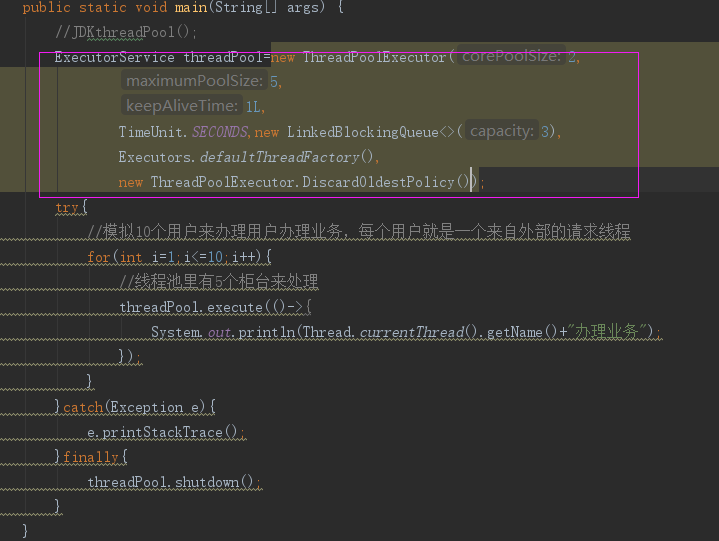 public static void main(String[] args) {
//JDKthreadPool();
ExecutorService threadPool=new ThreadPoolExecutor( corePoolSize: 2,
maximumPoolSize: 5,
keepAliveTime: 1L,
TimeUnit.SECONDS,new LinkedBlockingQueue<>( capacity: 3),
Executors.defaultThreadFactory(),
new ThreadPoolExecutor.DiscardOldestPolicy());
try{
//模拟10个用户来办理用户办理业务，每个用户就是一个来自外部的请求线程
for(int i=1;i<=10;i++){
//线程池里有5个柜台来处理
threadPool.execute(()->{
System.out.println(Thread.currentThread().getName()+"办理业务");
});
}
}catch(Exception e){
e.printStackTrace();
}finally{
threadPool.shutdown();
}
}